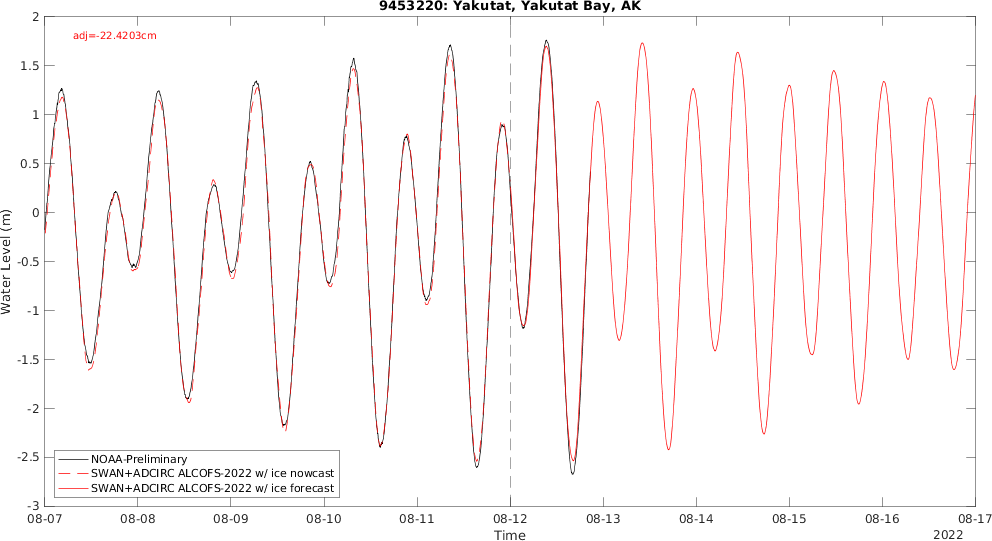 9453220: Yakutat, Yakutat Bay, AK
adj=-22.4203cm
Water Level (m)
2
1.5
1
0.5
0
-0.5
-1
-1.5
-2
-2.5
-3
NOAA-Preliminary
SWAN+ADCIRC ALCOFS-2022 w/ ice nowcast
SWAN+ADCIRC ALCOFS-2022 w/ ice forecast
08-07 08-08 08-09 08-10 08-11 08-12 08-13 08-14 08-15 08-16 08-17
Time
2022